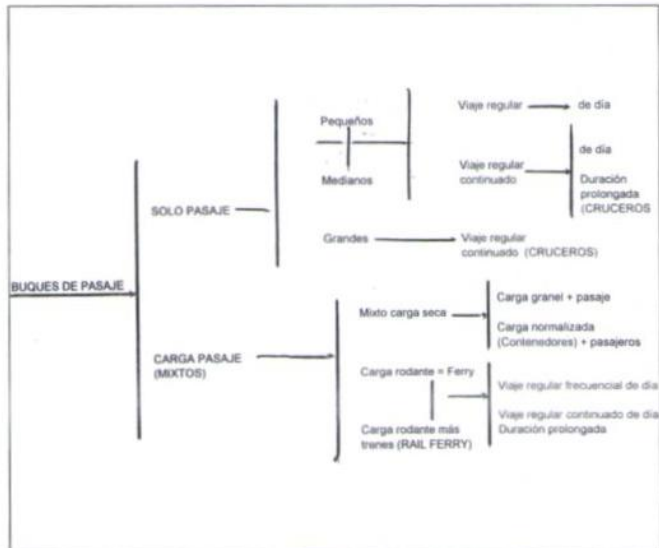 BUQUES DE PASAJE
SOLO PASAJE
Pequeños
Medianos
Viaje regular
de día
Viaje regular
continuado
de día
Duración
prolongada
(CRUCEROS
Grandes
Viaje regular
continuado (CRUCEROS)
CARGA PASAJE
(MIXTOS)
Mixto carga seca
Carga granel + pasaje
Carga normalizada
(Contenedores) + pasajeros
Carga rodante = Ferry
Carga rodante más
trenes (RAIL FERRY)
Viaje regular frecuencial de día
Viaje regular continuado de día
Duración prolongada